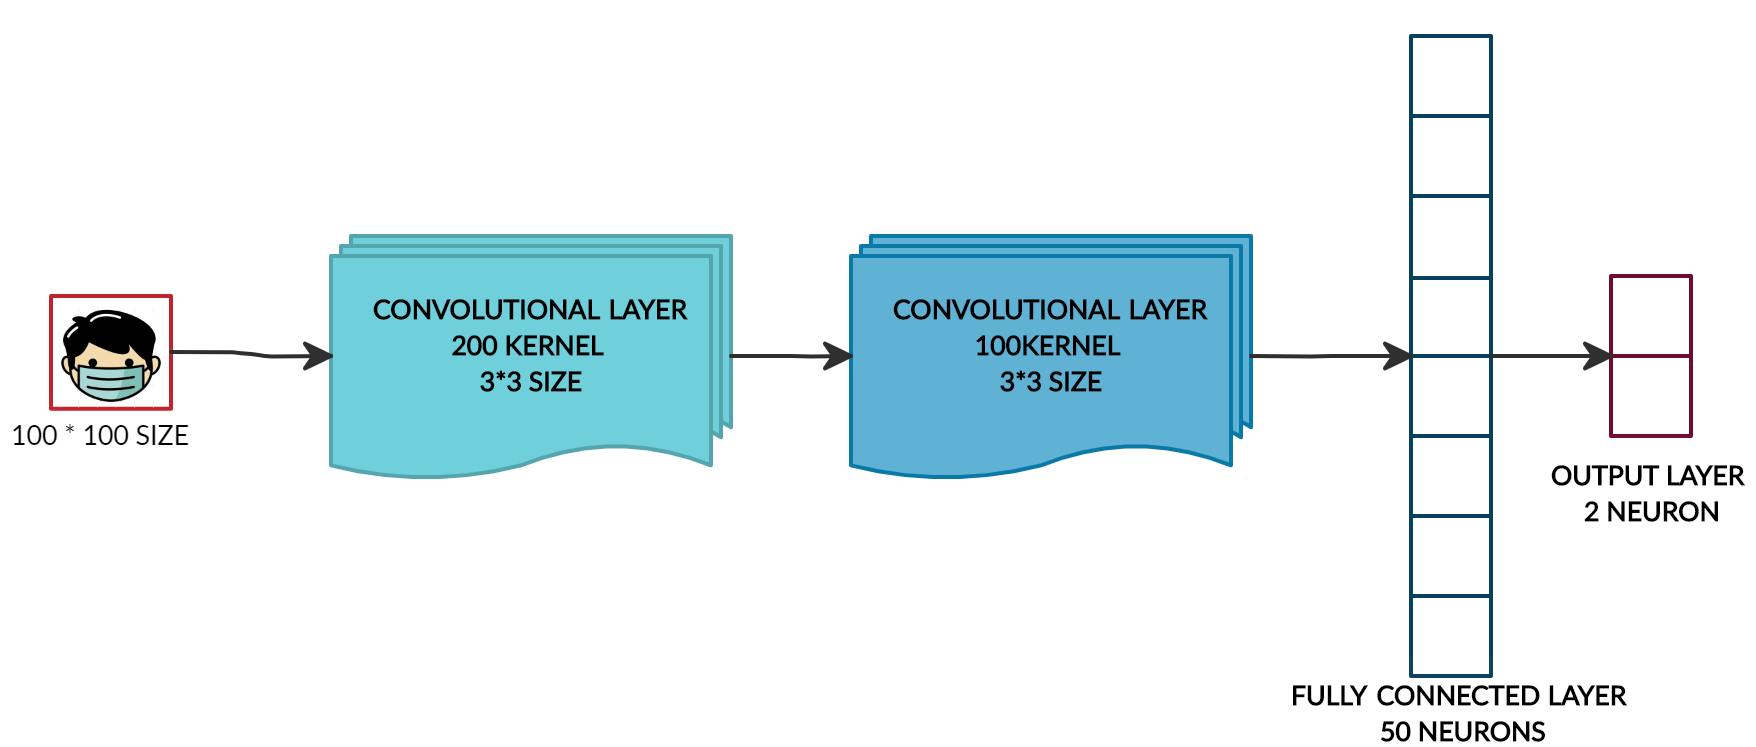 100 * 100 SIZE
CONVOLUTIONAL LAYER
200 KERNEL
3*3 SIZE
CONVOLUTIONAL LAYER
100KERNEL
3*3 SIZE
FULLY CONNECTED LAYER
50 NEURONS
OUTPUT LAYER
2 NEURON